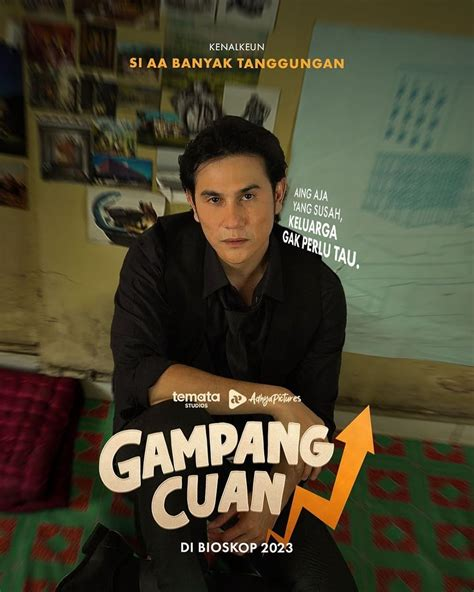 KENALKEUN
SI AA BANYAK TANGGUNGAN
AING AJA
YANG SUSAH,
KELUARGA
GAK PERLU TAU.
temata
STUDIOS
AdhyaPictures
GAMPANG
CUAN
DI BIOSKOP 2023